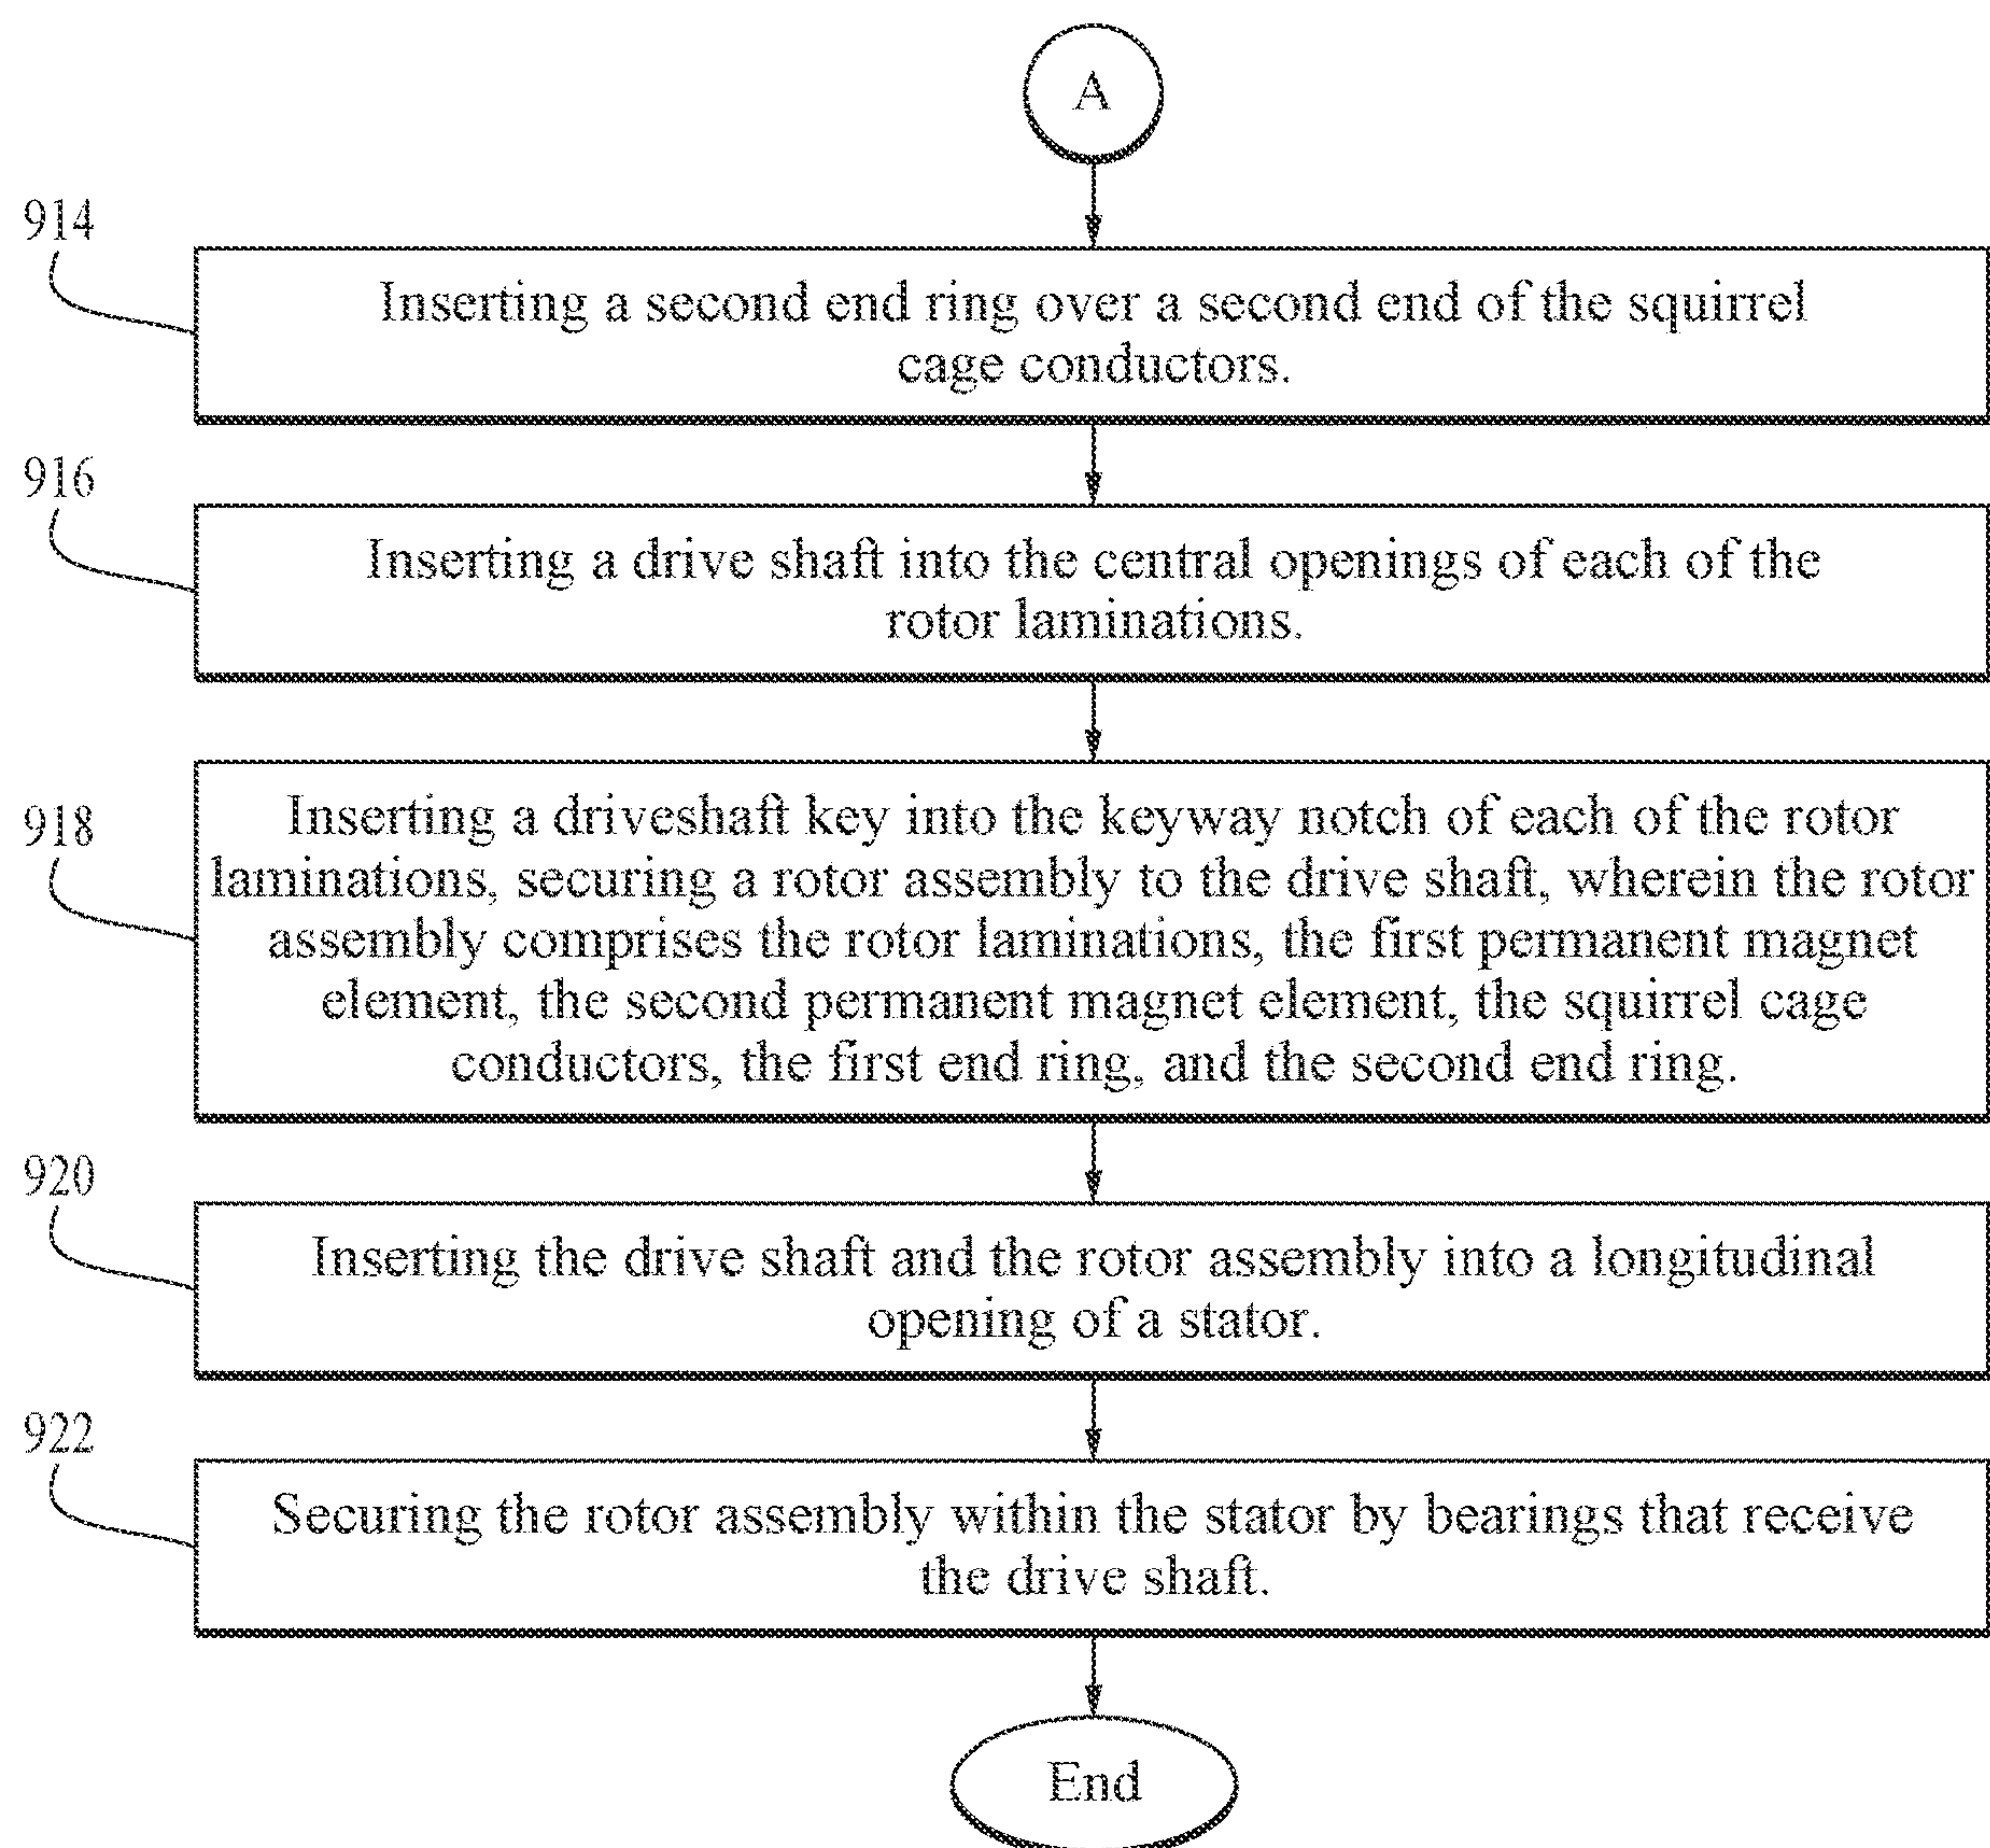 A
914
Inserting a second end ring over a second end of the squirrel
cage conductors.
916
Inserting a drive shaft into the central openings of each of the
rotor laminations.
918
Inserting a driveshaft key into the keyway notch of each of the rotor
laminations, securing a rotor assembly to the drive shaft, wherein the rotor
assembly comprises the rotor laminations, the first permanent magnet
element, the second permanent magnet element, the squirrel cage
conductors, the first end ring, and the second end ring.
920
Inserting the drive shaft and the rotor assembly into a longitudinal
opening of a stator.
922
Securing the rotor assembly within the stator by bearings that receive
the drive shaft.
End